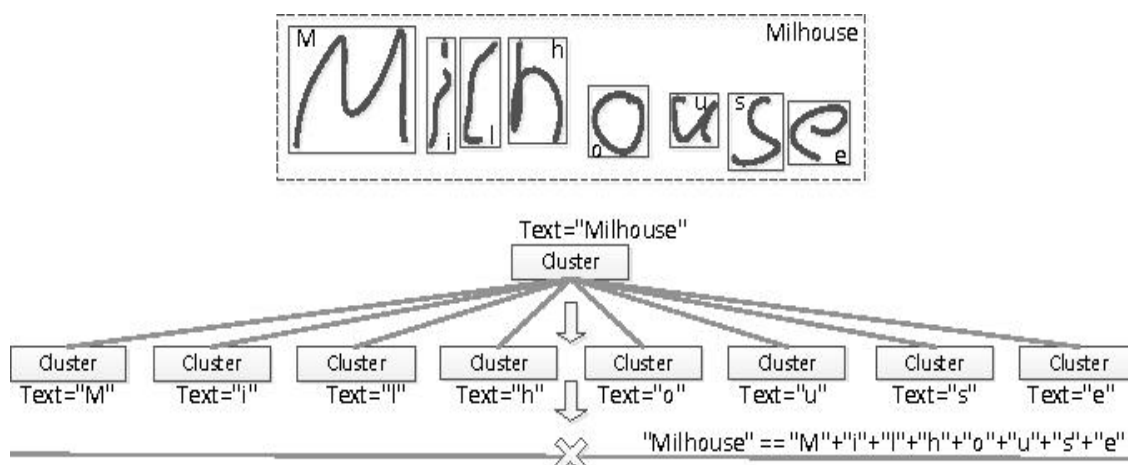 Milhouse
M
h
i
l
o
u
s
e
Milhouse
Text="Milhouse"
Cluster
Cluster Cluster Cluster Cluster Cluster Cluster Cluster Cluster
Text="M" Text="i" Text="l" Text="h" Text="o" Text="u" Text="s" Text="e"
"Milhouse" == "M"+"i"+"l"+"h"+"o"+"u"+"s"+"e"